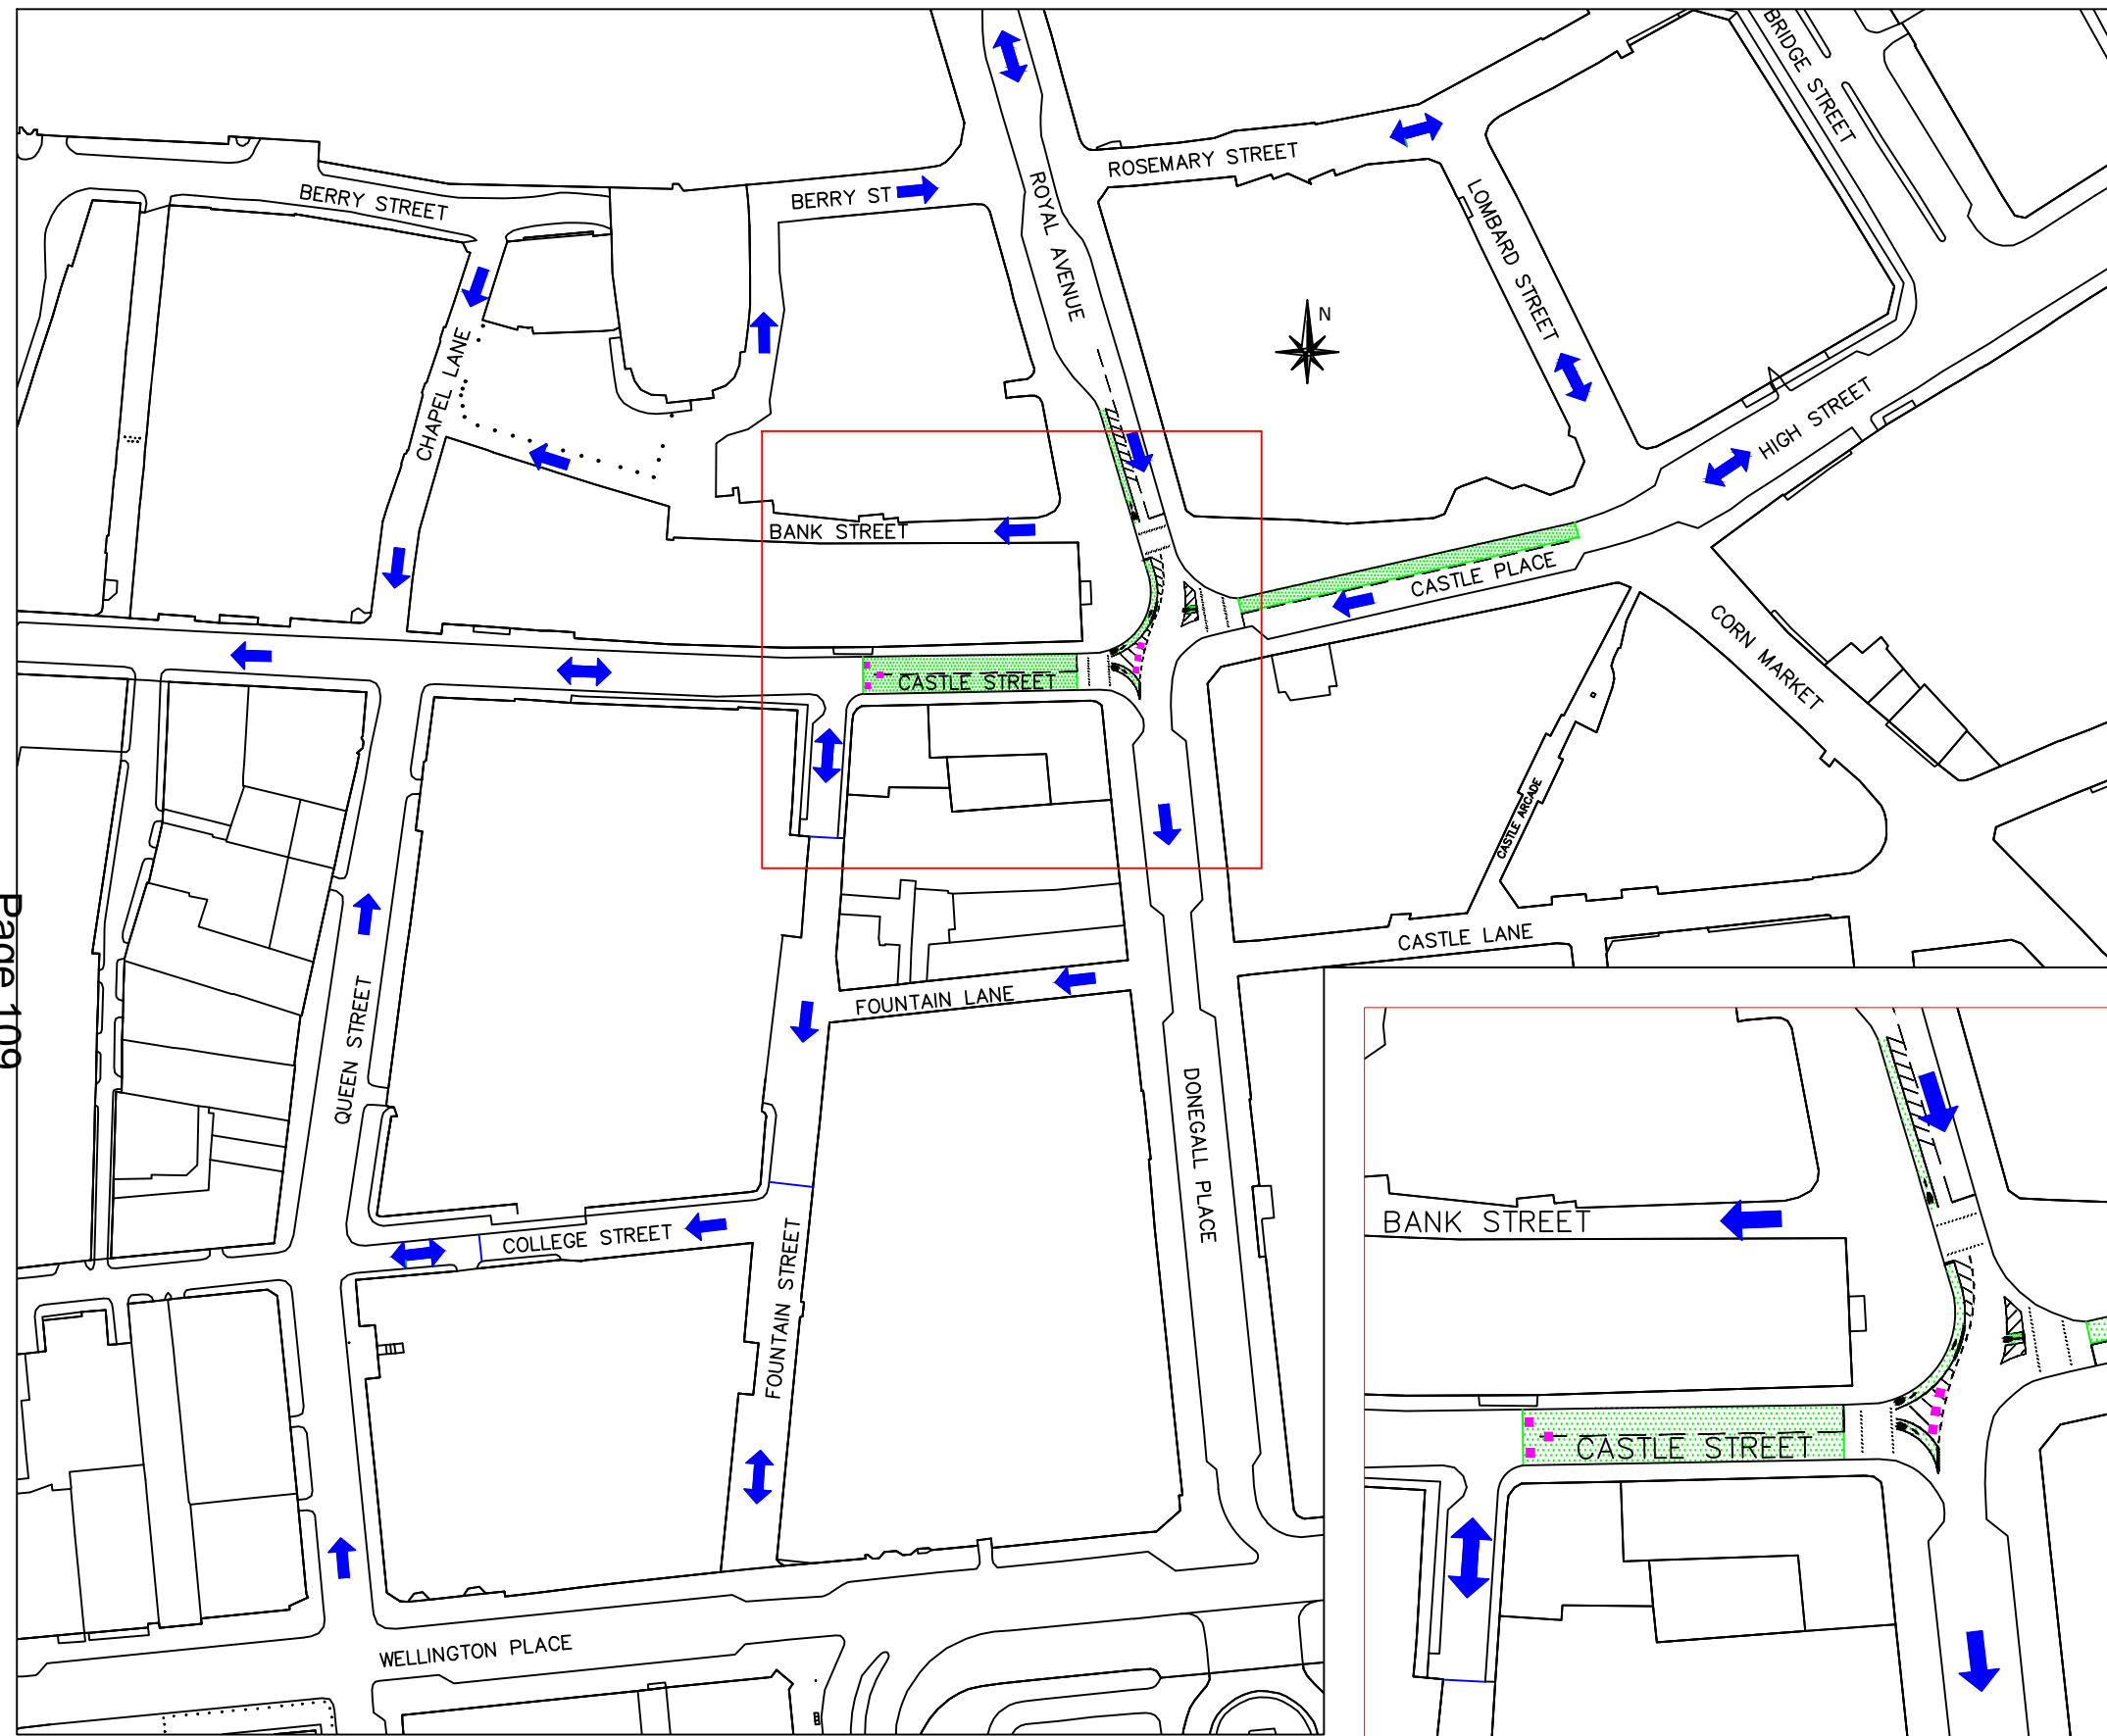 BRIDGE STREET
ROSEMARY STREET
BERRY STREET
BERRY ST
ROYAL AVENUE
LOMBARD STREET
N
CHAPEL LANE
HIGH STREET
BANK STREET
CASTLE PLACE
CORN MARKET
CASTLE STREET
CASTLE ARCADE
Page 109
CASTLE LANE
FOUNTAIN LANE
QUEEN STREET
DONEGALL PLACE
COLLEGE STREET
FOUNTAIN STREET
WELLINGTON PLACE
BANK STREET
CASTLE STREET